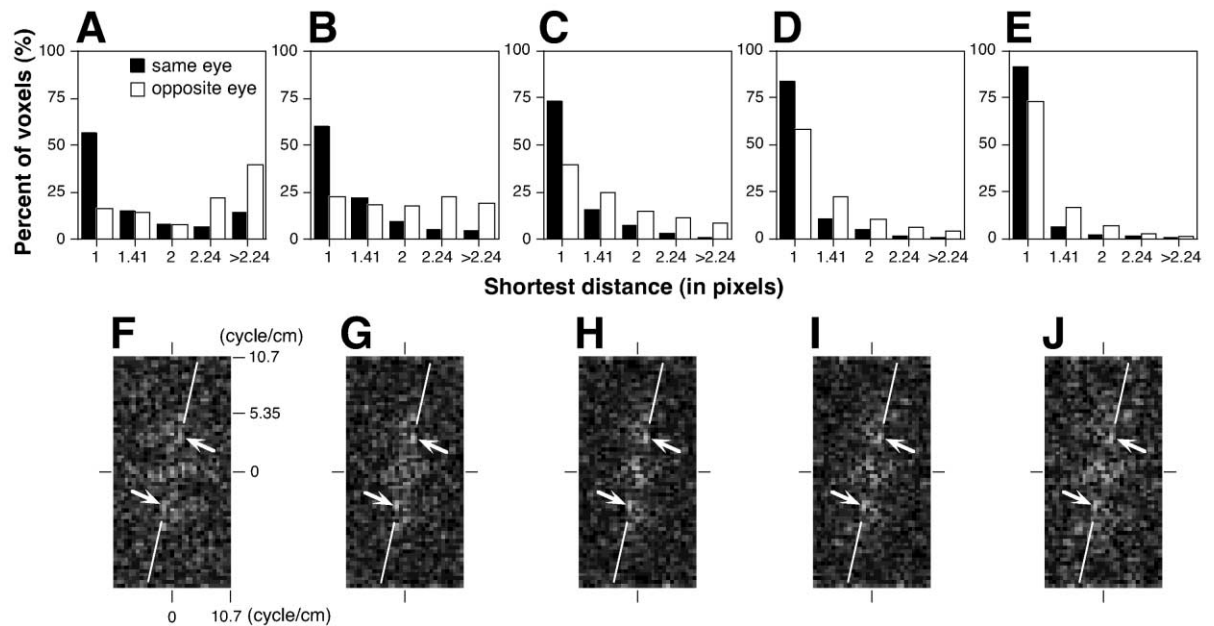 A B C D E
100 100 100 100 100
same eye
opposite eye
75 75 75 75 75
50 50 50 50 50
25 25 25 25 25
0 0 0 0 0
1 1.41 2 2.24 >2.24 1 1.41 2 2.24 >2.24 1 1.41 2 2.24 >2.24 1 1.41 2 2.24 >2.24 1 1.41 2 2.24 >2.24
Percent of voxels (%)
Shortest distance (in pixels)
F (cycle/cm) G H I J
10.7
5.35
0
0 10.7 (cycle/cm)